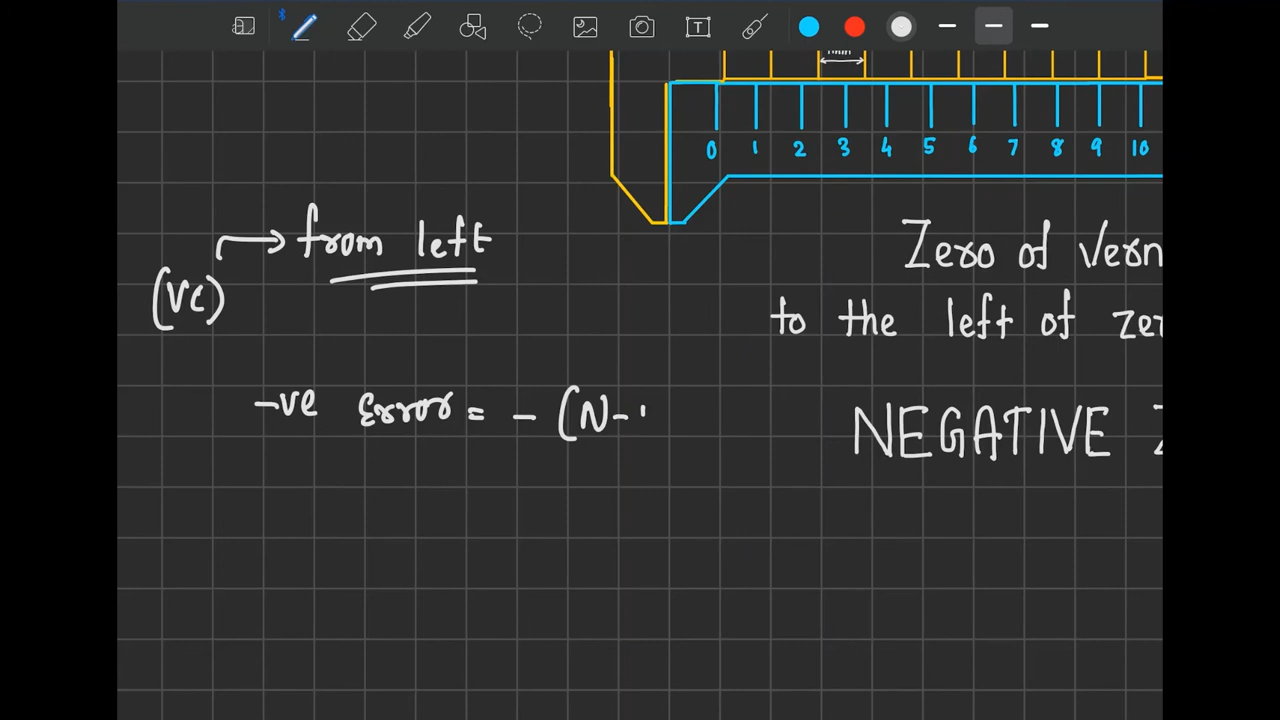 0 1 2 3 4 5 6 7 8 9 10
from left
(VC)
Zero of Vern
to the left of zer
-ve Error = - (N-
NEGATIVE Z